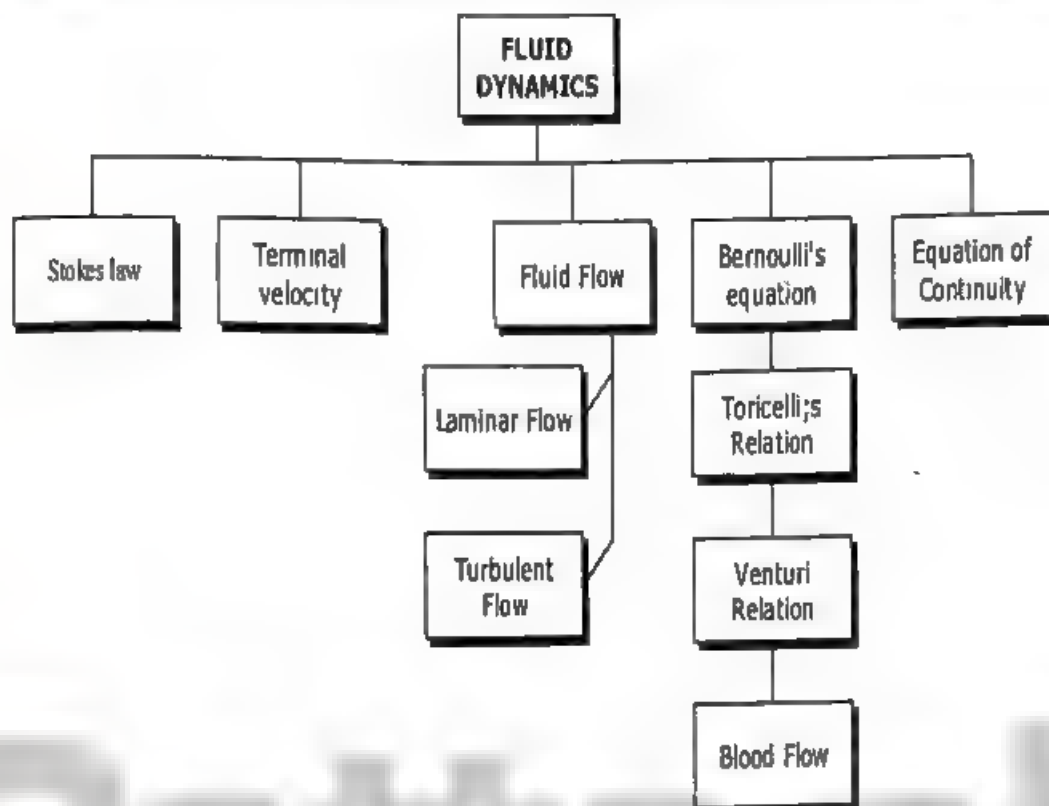 FLUID
DYNAMICS
Stokes law
Terminal
velocity
Fluid Flow
Bernoulli's
equation
Equation of
Continuity
Laminar Flow
Toricelli;s
Relation
Turbulent
Flow
Venturi
Relation
Blood Flow